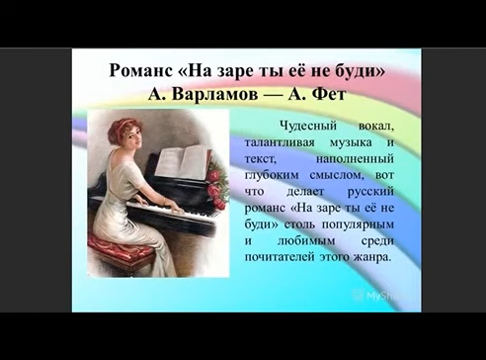 Романс «На заре ты её не буди»
А. Варламов — А. Фет
Чудесный вокал,
талантливая музыка и
текст, наполненный
глубоким смыслом, вот
что делает русский
романс «На заре ты её не
буди» столь популярным
и любимым среди
почитателей этого жанра.